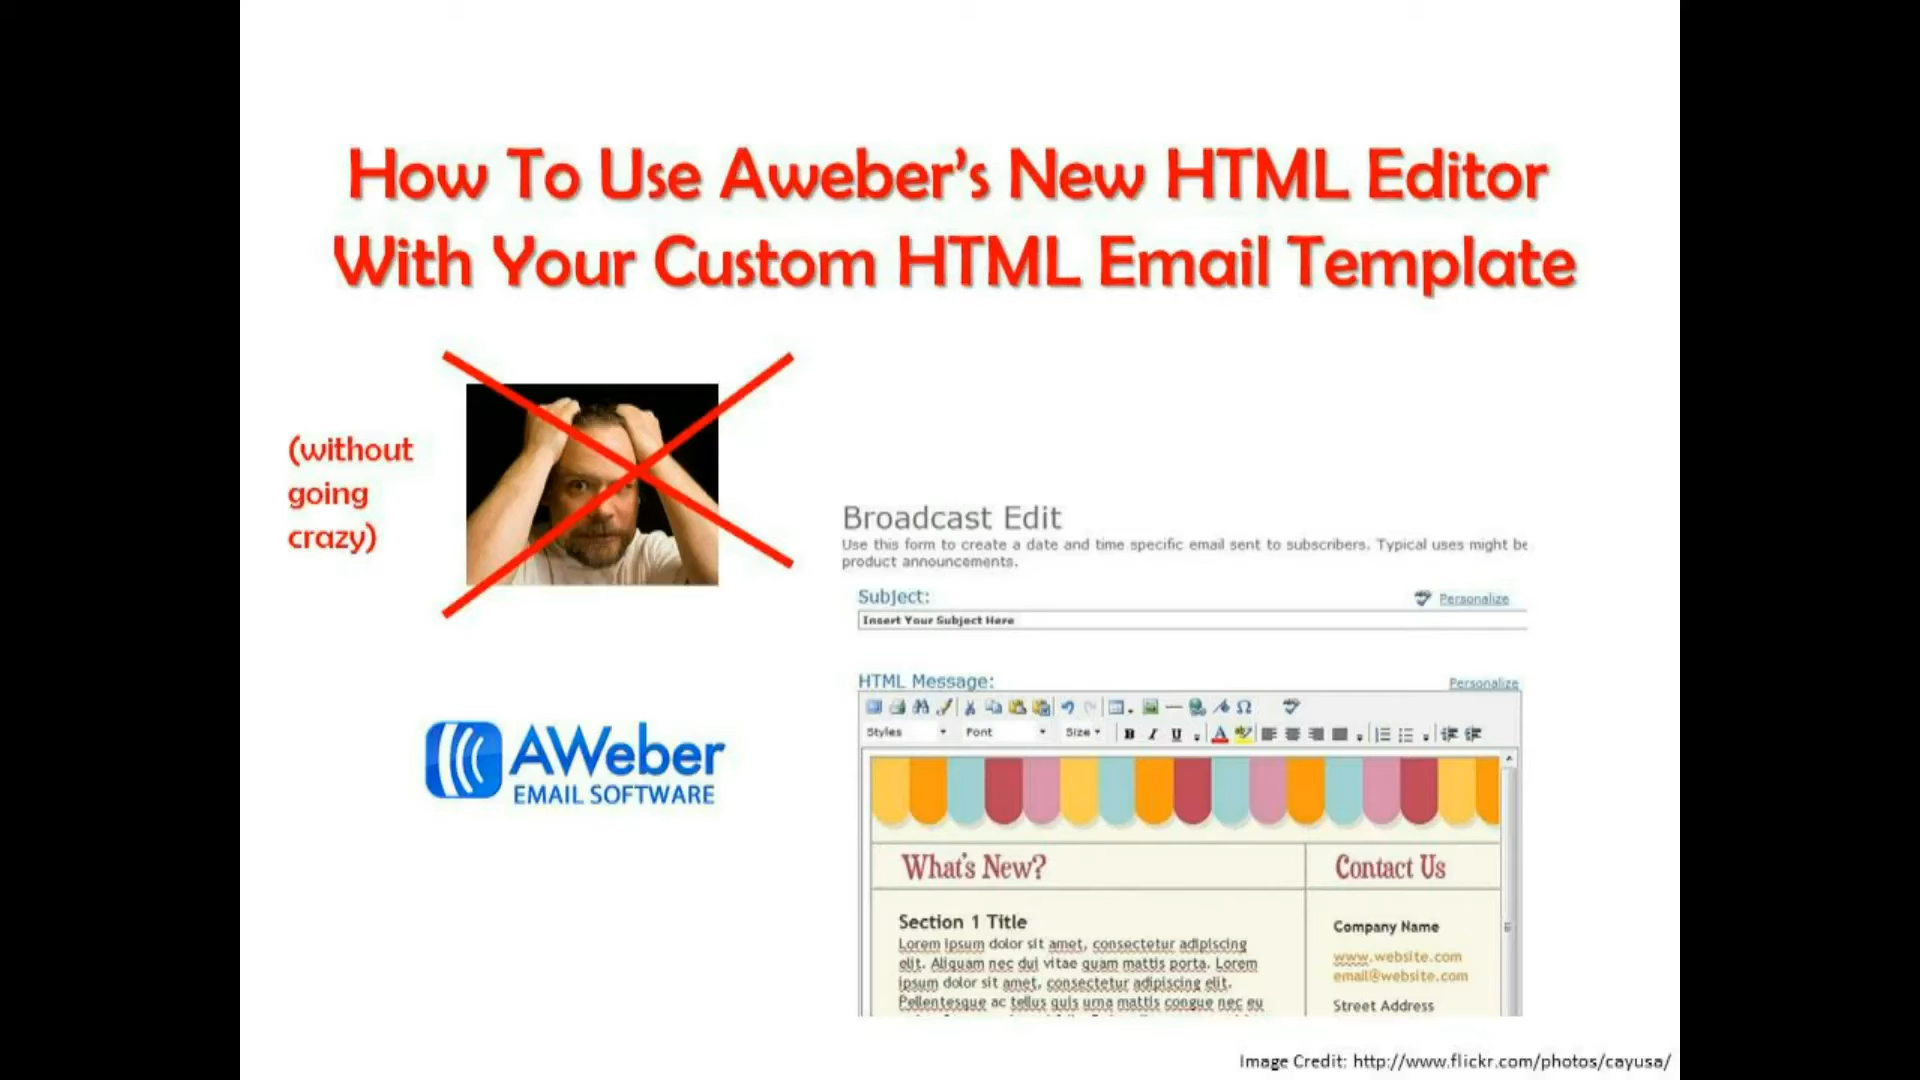 How To Use Aweber's New HTML Editor
With Your Custom HTML Email Template
(without
going
crazy)
AWeber
EMAIL SOFTWARE
Broadcast Edit
Use this form to create a date and time specific email sent to subscribers. Typical uses might be
product announcements.
Subject:
Personalize
Insert Your Subject Here
HTML Message:
Personalize
Styles Font Size B I U A
What's New?
Contact Us
Section 1 Title
Lorem ipsum dolor sit amet, consectetur adipiscing
elit. Aliquam nec dui vitae quam mattis porta. Lorem
ipsum dolor sit amet, consectetur adipiscing elit.
Pellentesque ac tellus quis urna mattis congue nec eu
Company Name
www.website.com
email@website.com
Street Address
Image Credit: http://www.flickr.com/photos/cayusa/